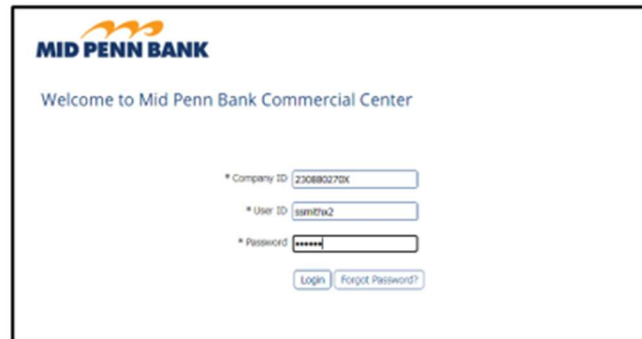 MID PENN BANK
Welcome to Mid Penn Bank Commercial Center
* Company ID 230880270X
* User ID ssmithx2
* Password ••••••
Login Forgot Password?